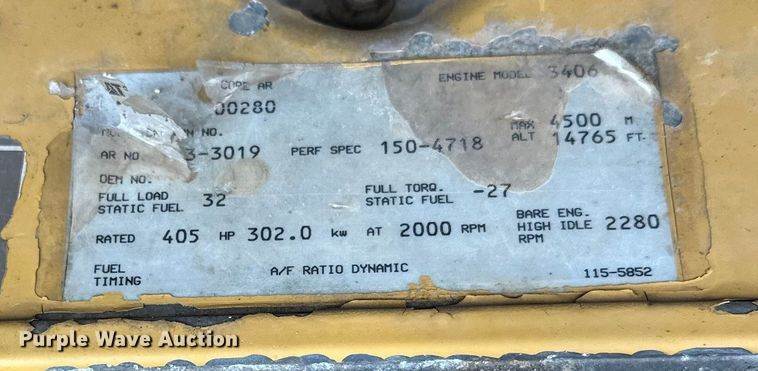 CORE AR
ENGINE MODEL 3406
00280
NO.
MAX ALT 4500 M 14765 FT.
AR NO 3-3019 PERF SPEC 150-4718
OEM NO.
FULL LOAD STATIC FUEL 32 FULL TORQ. STATIC FUEL -27
RATED 405 HP 302.0 kw AT 2000 RPM BARE ENG. HIGH IDLE RPM 2280
FUEL TIMING A/F RATIO DYNAMIC 115-5852
Purple Wave Auction